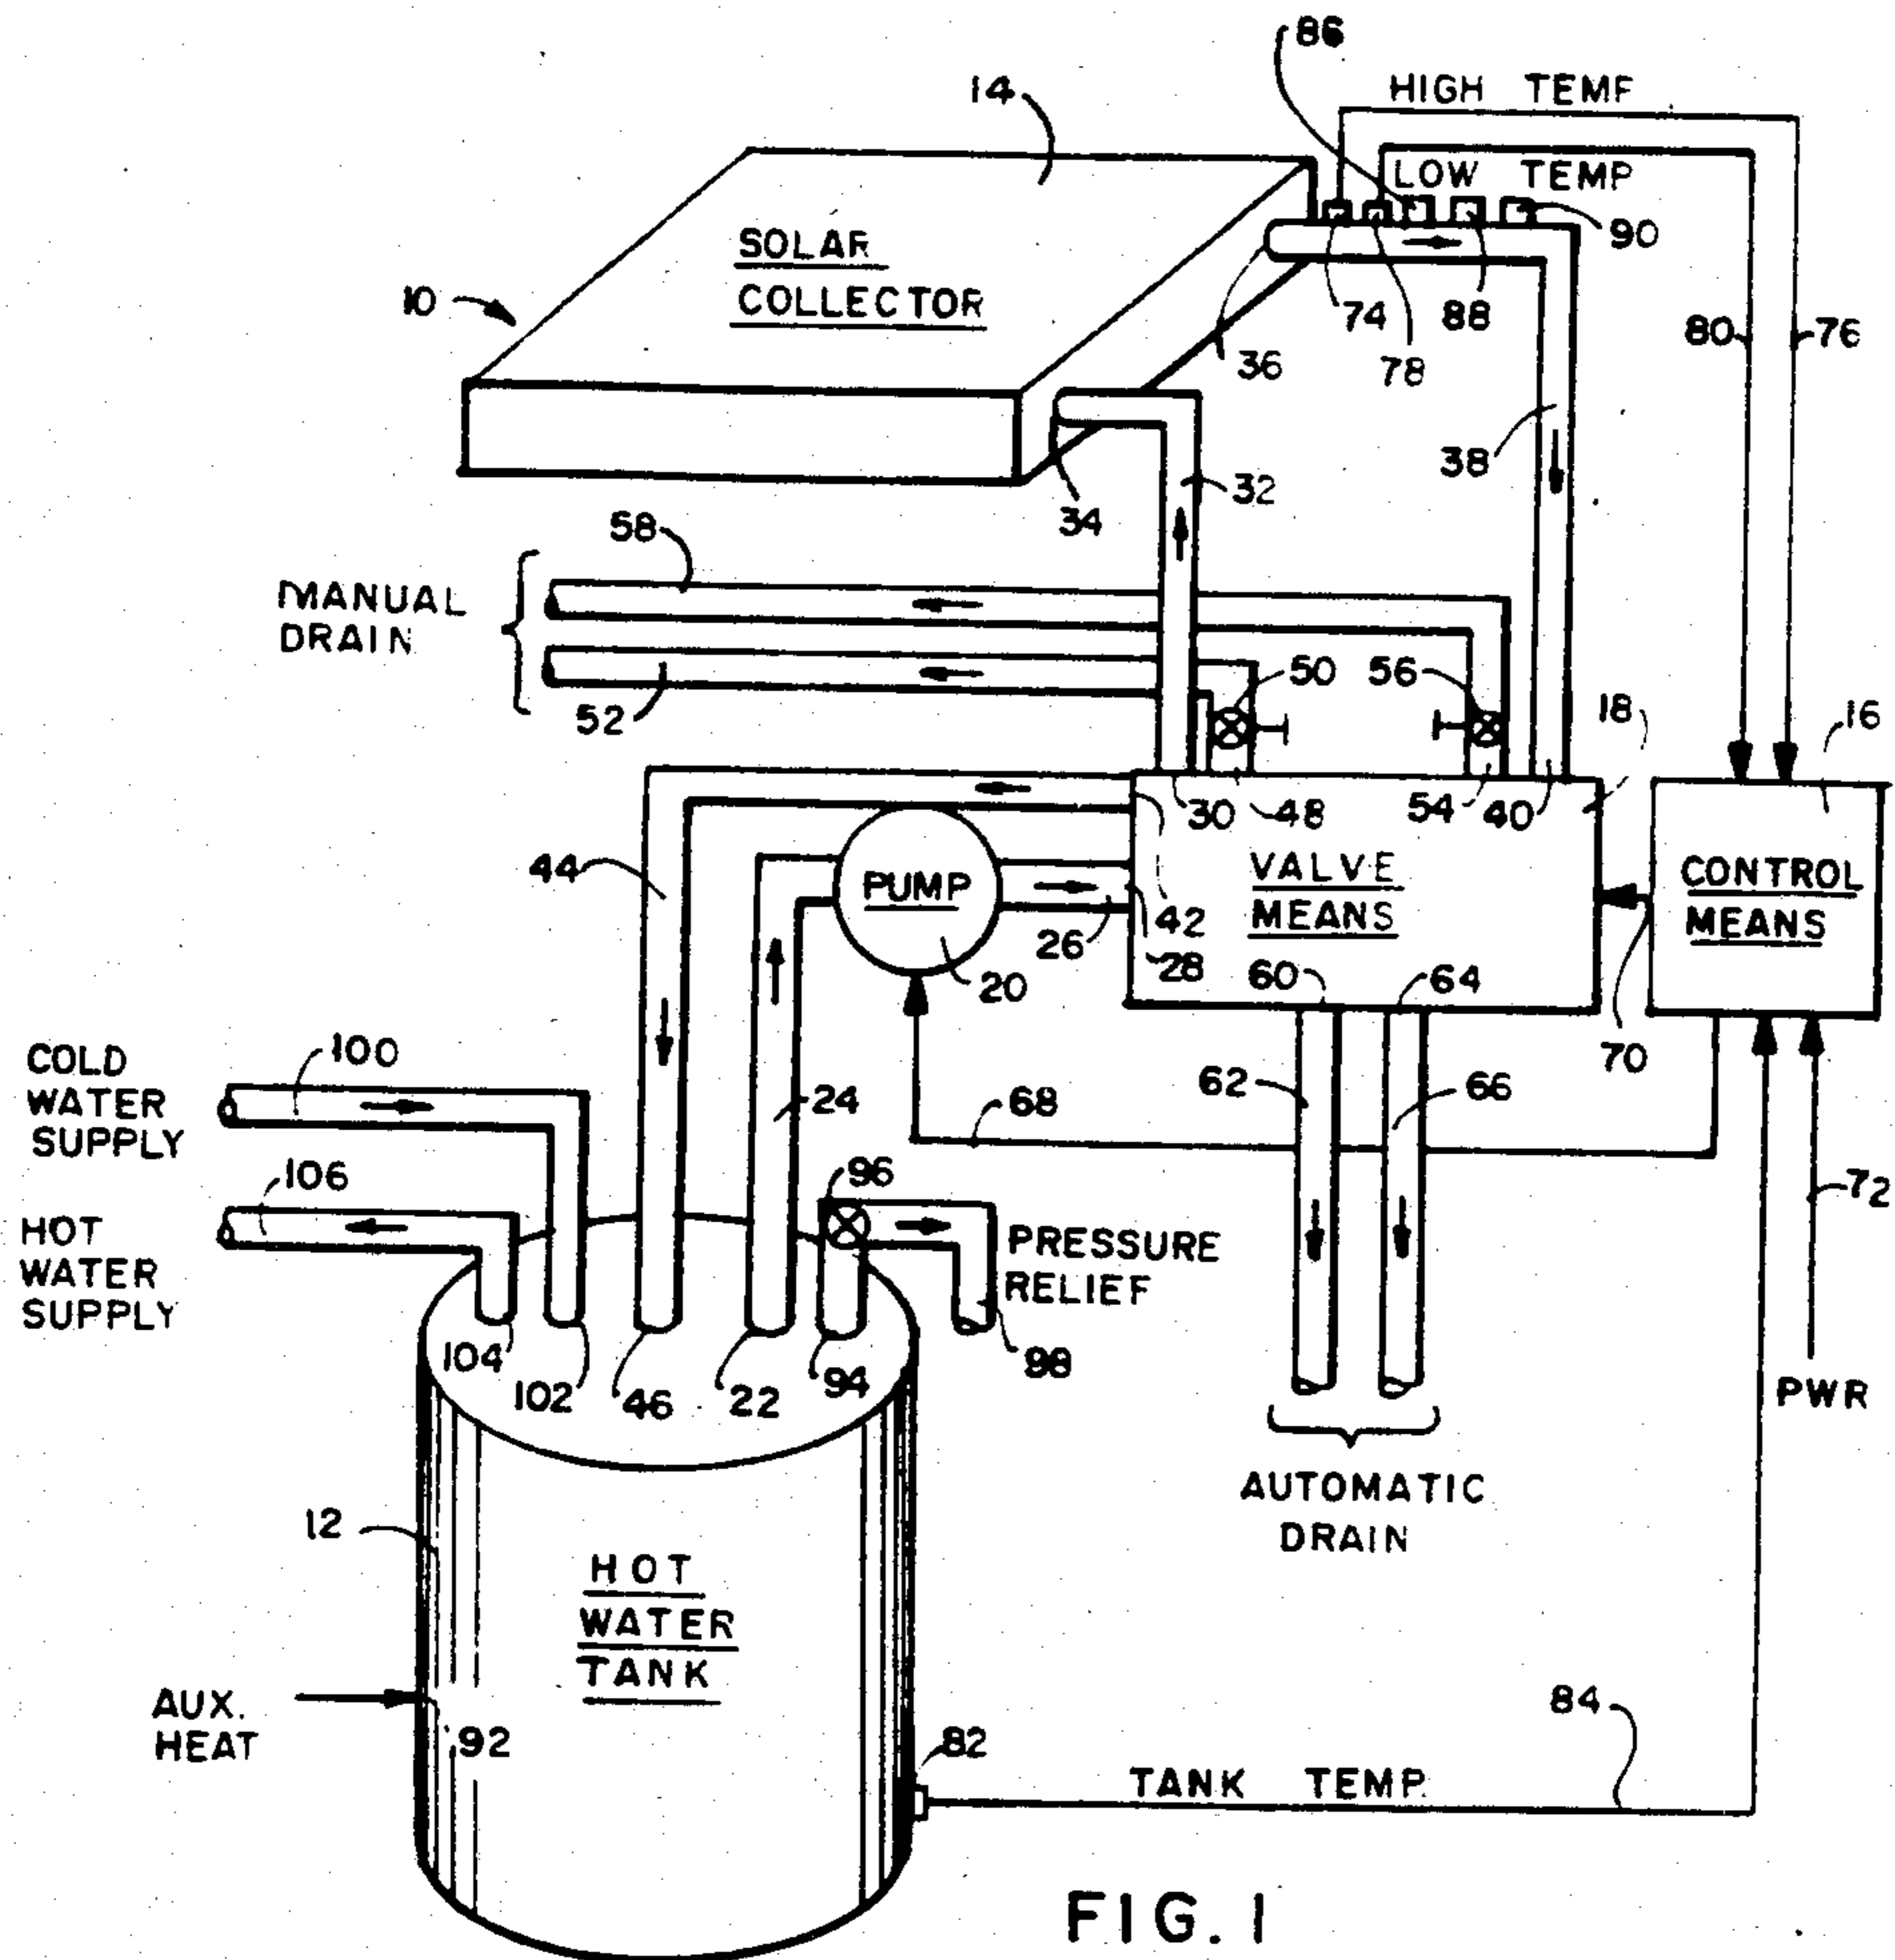 86
HIGH TEMF
14
LOW TEMP
90
SOLAR
COLLECTOR
10
74
88
36
78
80
76
38
32
34
58
MANUAL
DRAIN
50
56
18
16
52
30
48
54
40
44
PUMP
VALVE
MEANS
CONTROL
MEANS
42
26
28
20
60
64
70
COLD
WATER
SUPPLY
100
62
66
24
68
72
106
96
HOT
WATER
SUPPLY
PRESSURE
RELIEF
104
102
46
22
94
98
PWR
AUTOMATIC
DRAIN
12
HOT
WATER
TANK
AUX.
HEAT
92
82
84
TANK TEMP.
FIG. 1